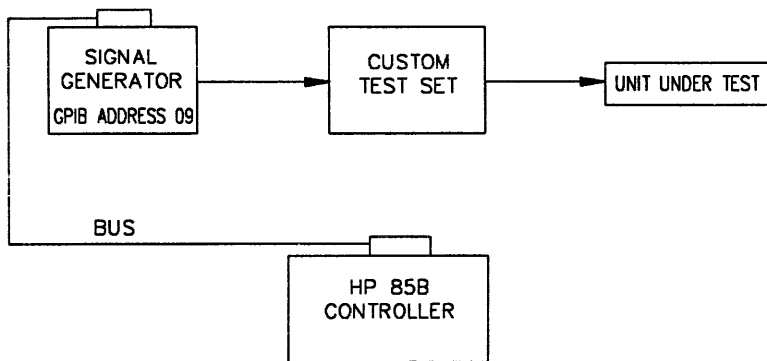 SIGNAL
GENERATOR
GPIB ADDRESS 09
CUSTOM
TEST SET
UNIT UNDER TEST
BUS
HP 85B
CONTROLLER